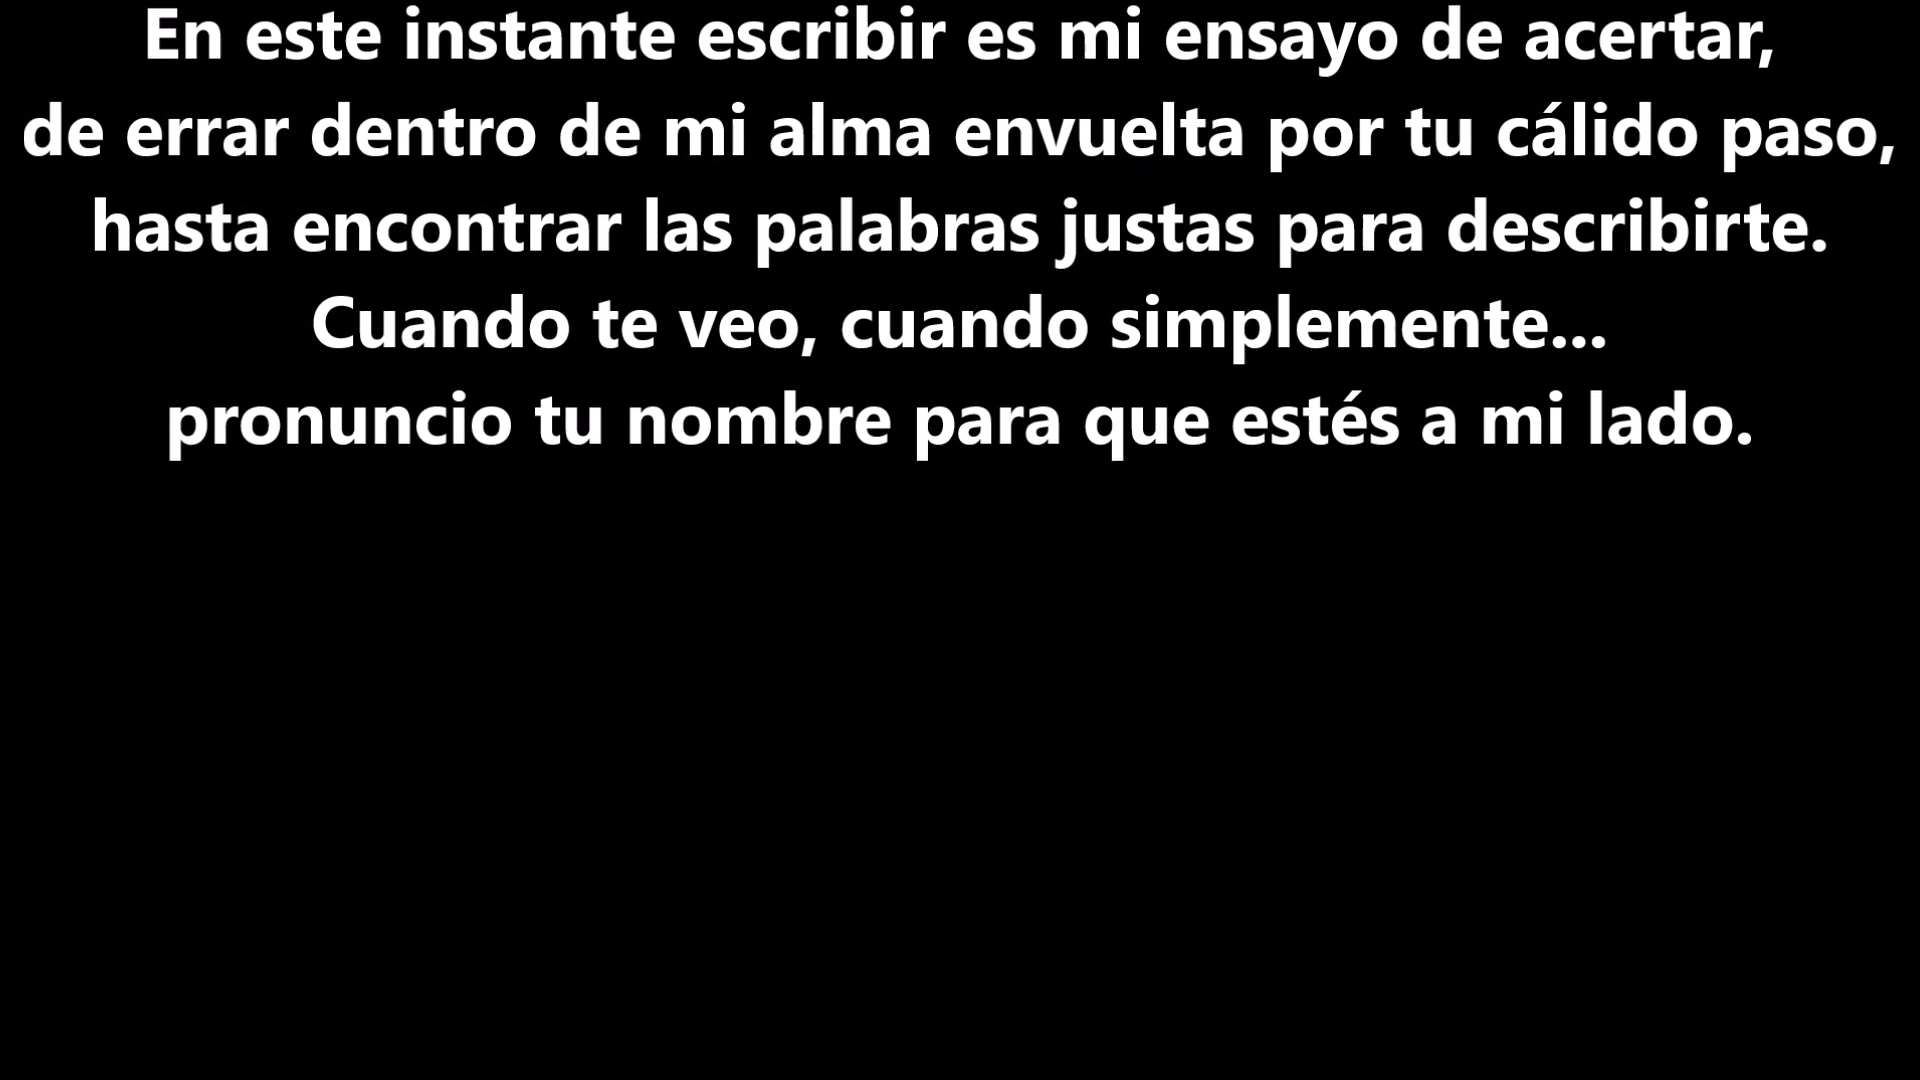 En este instante escribir es mi ensayo de acertar,
de errar dentro de mi alma envuelta por tu cálido paso,
hasta encontrar las palabras justas para describirte.
Cuando te veo, cuando simplemente...
pronuncio tu nombre para que estés a mi lado.